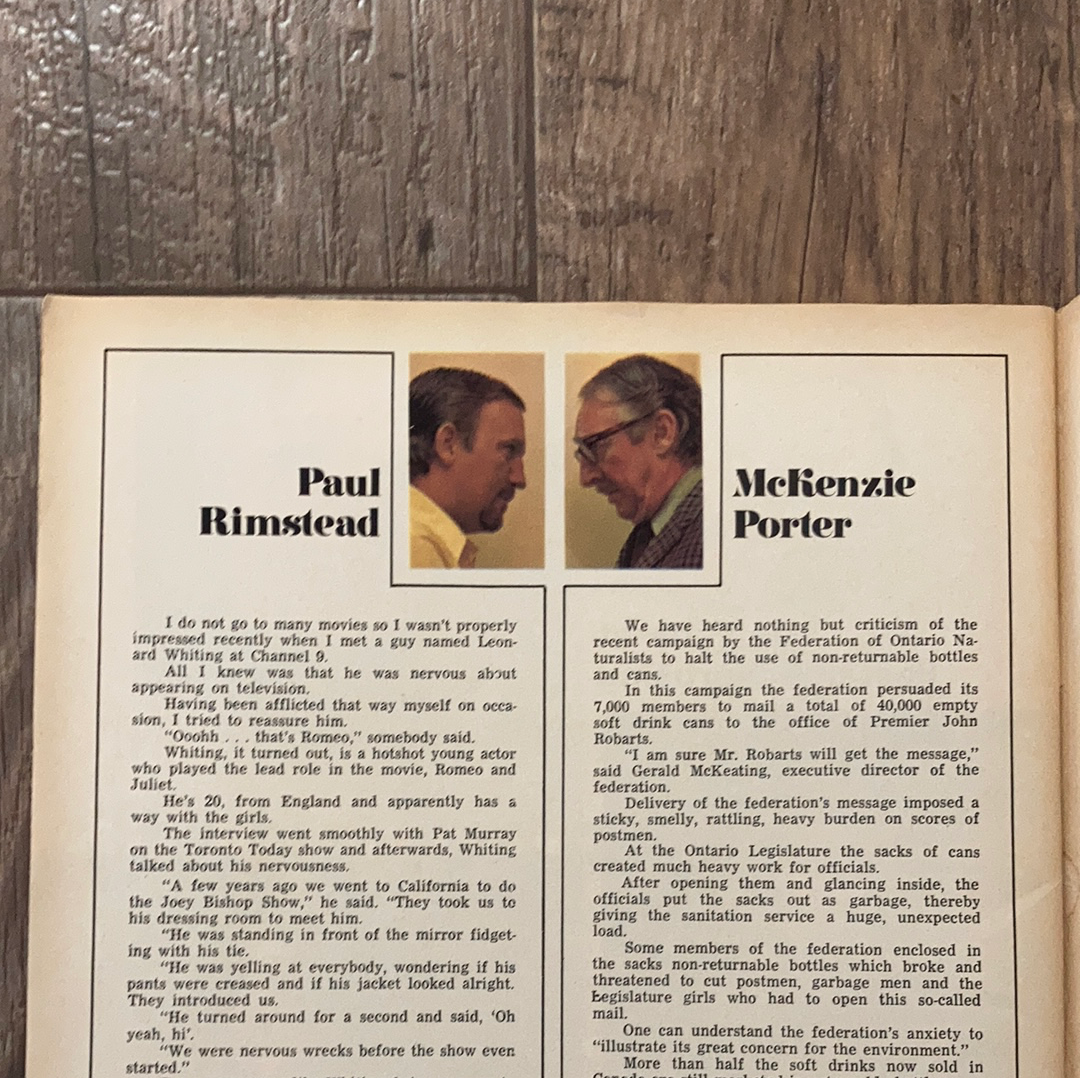 Paul
Rimstead
I do not go to many movies so I wasn't properly
impressed recently when I met a guy named Leon-
ard Whiting at Channel 9.
All I knew was that he was nervous about
appearing on television.
Having been afflicted that way myself on occa-
sion, I tried to reassure him.
"Ooohh . . . that's Romeo," somebody said.
Whiting, it turned out, is a hotshot young actor
who played the lead role in the movie, Romeo and
Juliet.
He's 20, from England and apparently has a
way with the girls.
The interview went smoothly with Pat Murray
on the Toronto Today show and afterwards, Whiting
talked about his nervousness.
"A few years ago we went to California to do
the Joey Bishop Show," he said. "They took us to
his dressing room to meet him.
"He was standing in front of the mirror fidget-
ing with his tie.
"He was yelling at everybody, wondering if his
pants were creased and if his jacket looked alright.
They introduced us.
"He turned around for a second and said, 'Oh
yeah, hi'.
"We were nervous wrecks before the show even
started."
McKenzie
Porter
We have heard nothing but criticism of the
recent campaign by the Federation of Ontario Na-
turalists to halt the use of non-returnable bottles
and cans.
In this campaign the federation persuaded its
7,000 members to mail a total of 40,000 empty
soft drink cans to the office of Premier John
Robarts.
"I am sure Mr. Robarts will get the message,"
said Gerald McKeating, executive director of the
federation.
Delivery of the federation's message imposed a
sticky, smelly, rattling, heavy burden on scores of
postmen.
At the Ontario Legislature the sacks of cans
created much heavy work for officials.
After opening them and glancing inside, the
officials put the sacks out as garbage, thereby
giving the sanitation service a huge, unexpected
load.
Some members of the federation enclosed in
the sacks non-returnable bottles which broke and
threatened to cut postmen, garbage men and the
Legislature girls who had to open this so-called
mail.
One can understand the federation's anxiety to
"illustrate its great concern for the environment."
More than half the soft drinks now sold in